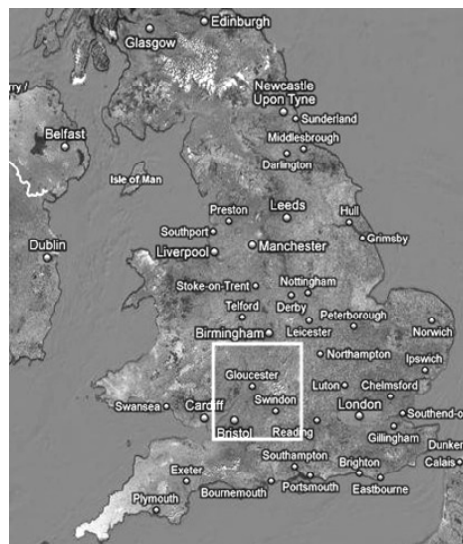 Edinburgh
Glasgow
Newcastle
Upon Tyne
Sunderland
Belfast
Middlesbrough
Darlington
Isle of Man
Preston
Leeds
Hull
Southport
Grimsby
Dublin
Liverpool
Manchester
Stoke-on-Trent
Nottingham
Telford
Derby
Peterborough
Birmingham
Leicester
Norwich
Northampton
Ipswich
Gloucester
Luton
Chelmsford
Swansea
Cardiff
Swindon
London
Southend-o
Bristol
Reading
Gillingham
Dunker
Southampton
Brighton
Calais
Exeter
Plymouth
Bournemouth
Portsmouth
Eastbourne